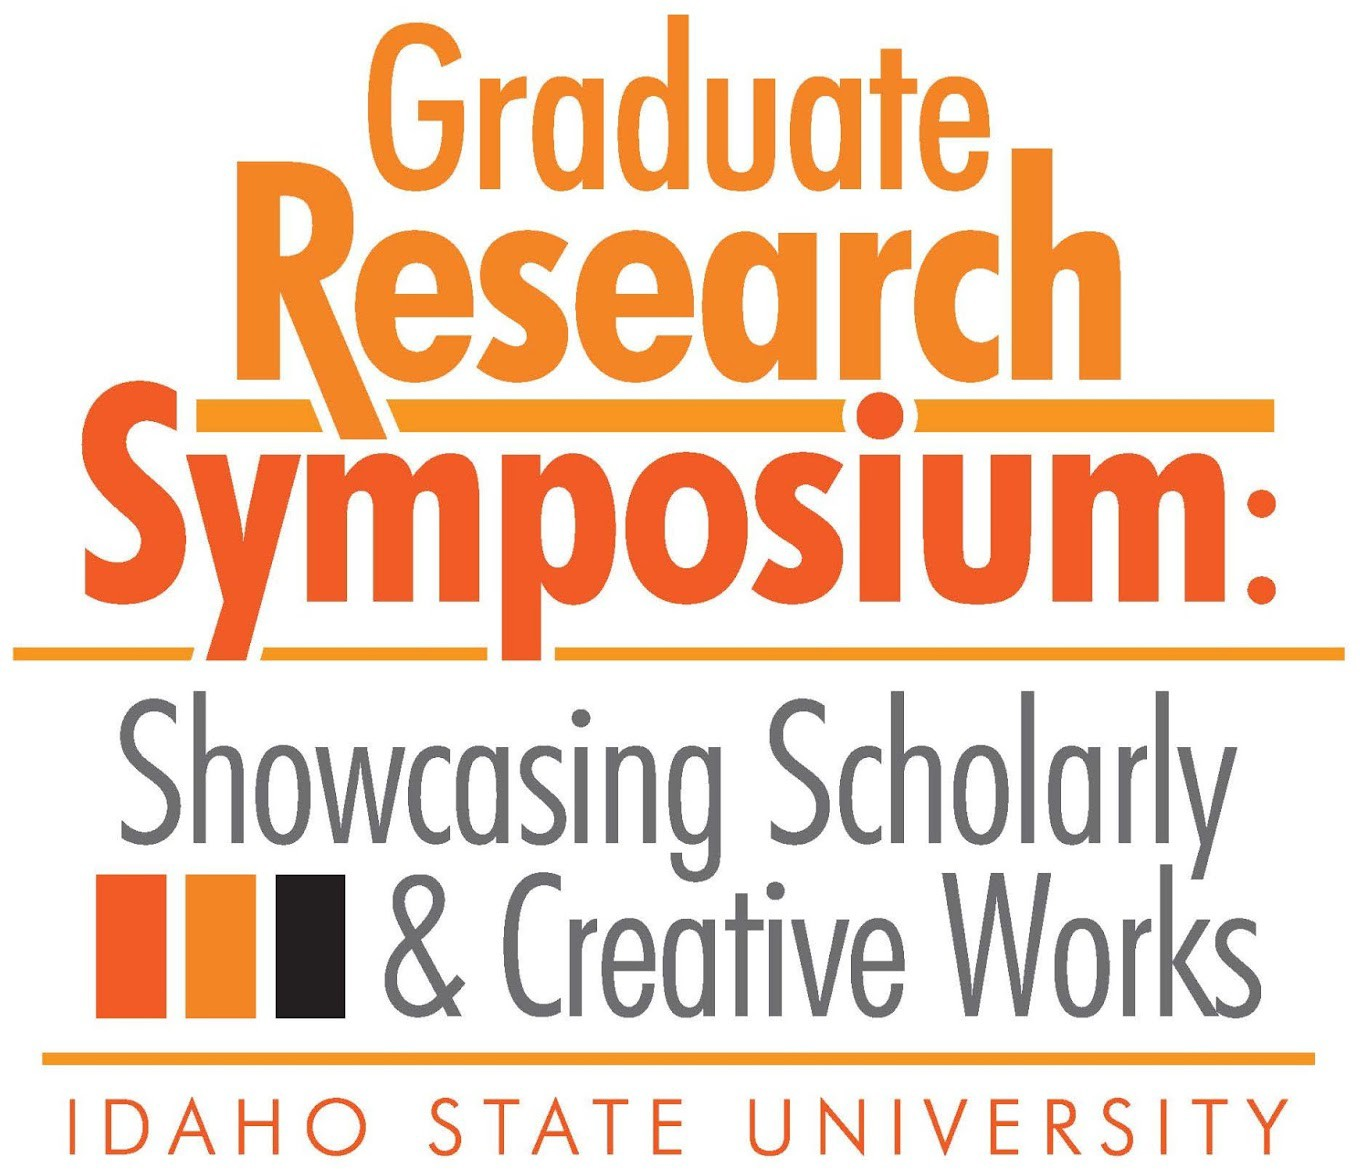 Graduate
Research
Symposium:
Showcasing Scholarly
& Creative Works
IDAHO STATE UNIVERSITY